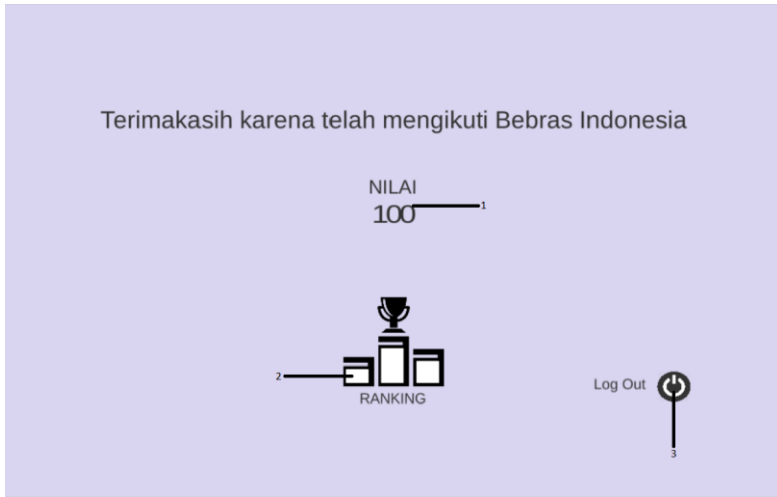 Terimakasih karena telah mengikuti Bebras Indonesia
NILAI
100
1
2
RANKING
Log Out
3